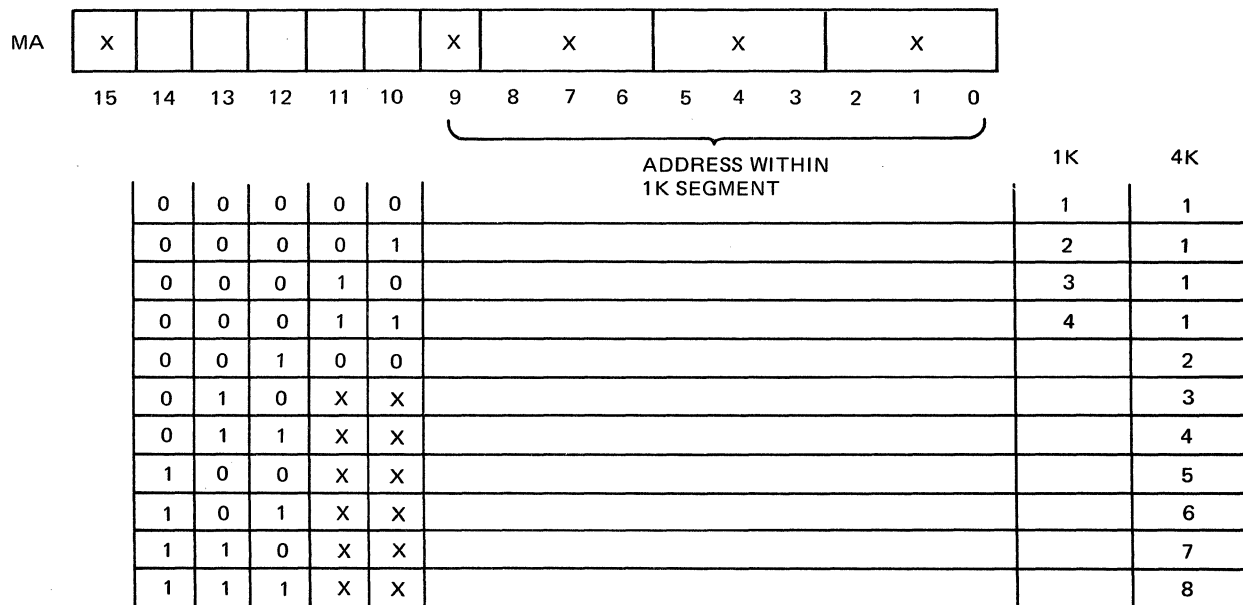 MA X X X X X
15 14 13 12 11 10 9 8 7 6 5 4 3 2 1 0
ADDRESS WITHIN 1K 4K
1K SEGMENT
0 0 0 0 0 1 1
0 0 0 0 1 2 1
0 0 0 1 0 3 1
0 0 0 1 1 4 1
0 0 1 0 0 2
0 1 0 X X 3
0 1 1 X X 4
1 0 0 X X 5
1 0 1 X X 6
1 1 0 X X 7
1 1 1 X X 8